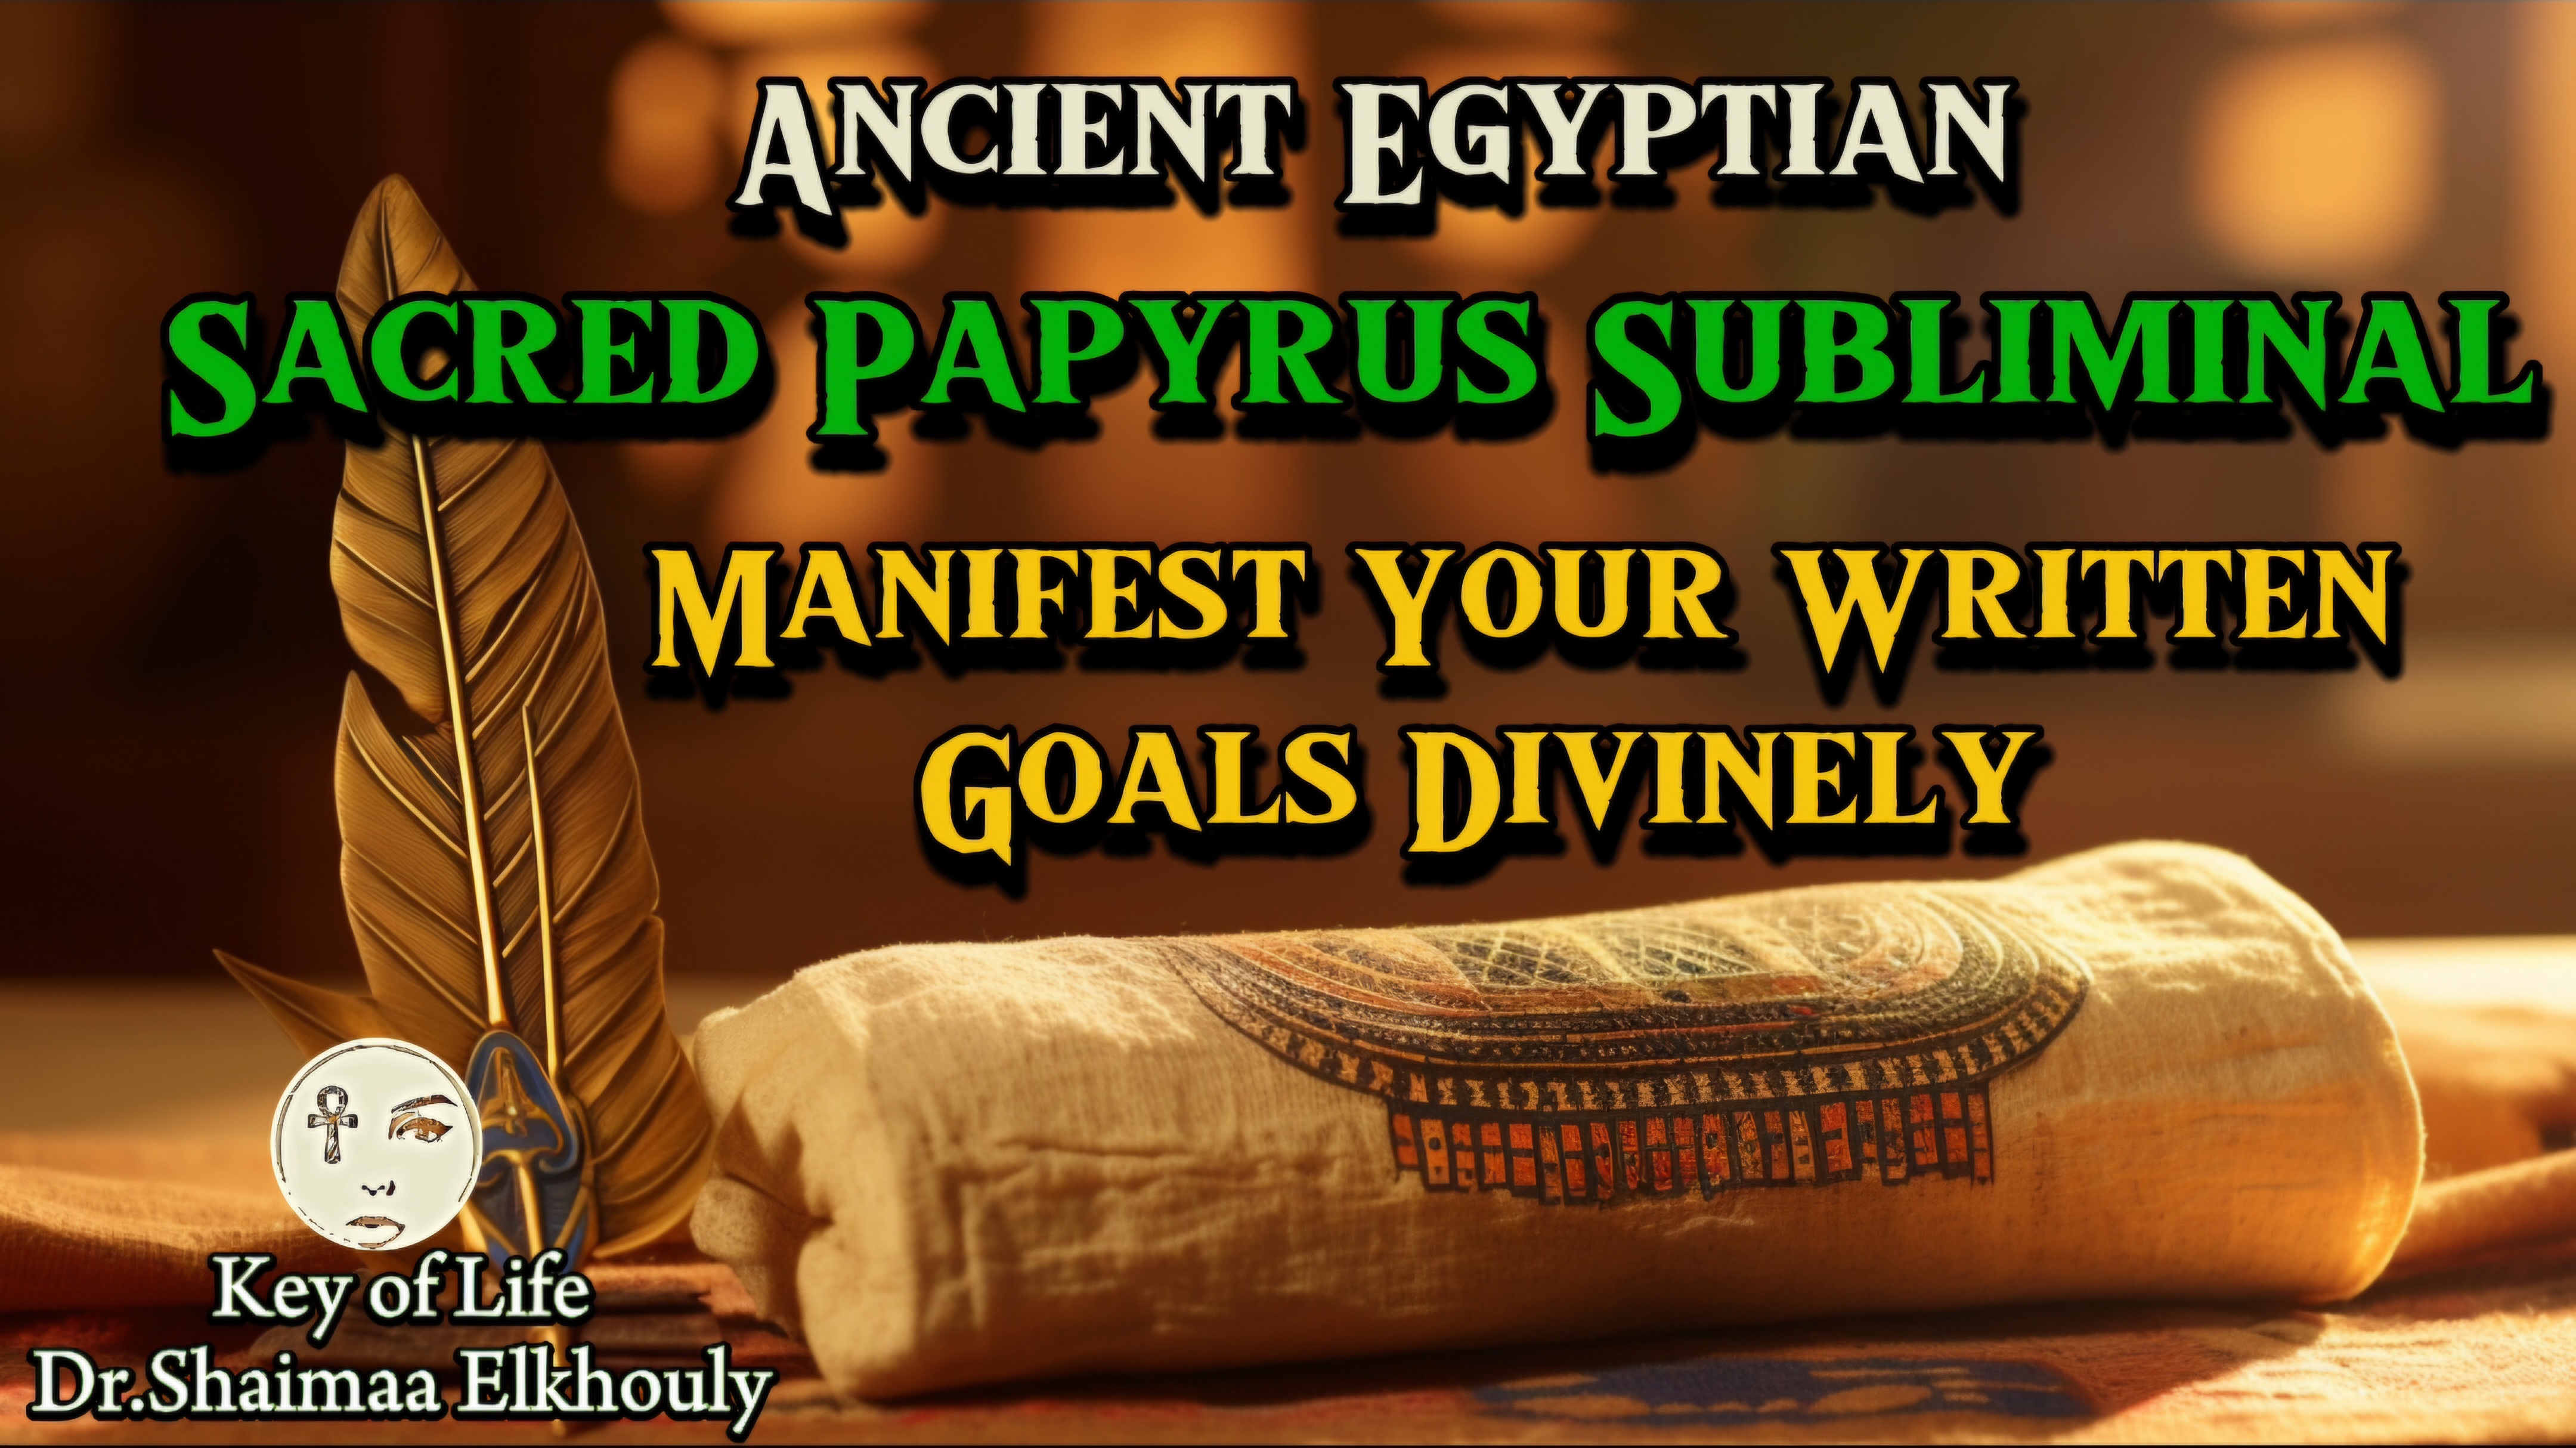 Ancient Egyptian
Sacred Papyrus Subliminal
Manifest Your Written
Goals Divinely
Key of Life
Dr.Shaimaa Elkhouly